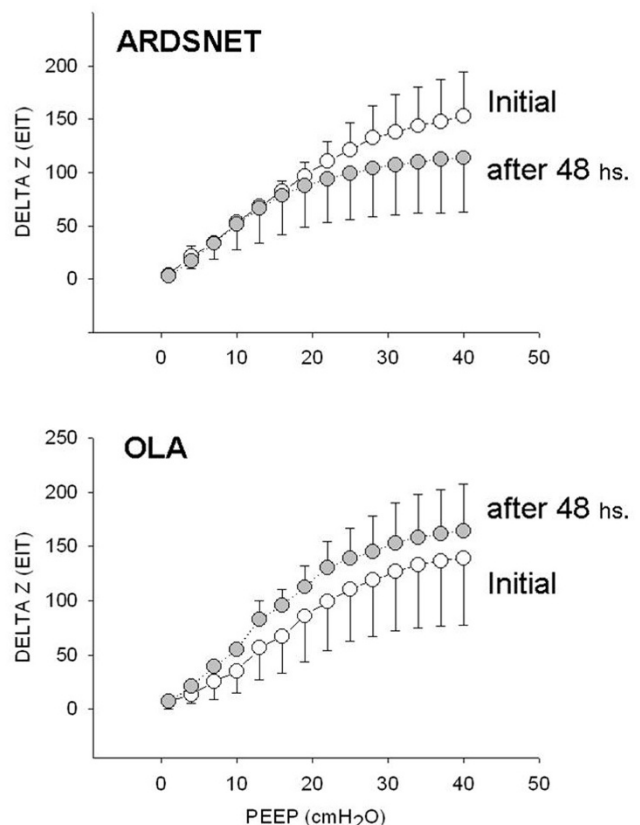 ARDSNET
200
150
100
50
0
DELTA Z (EIT)
Initial
after 48 hs.
0 10 20 30 40 50
OLA
250
200
150
100
50
0
DELTA Z (EIT)
after 48 hs.
Initial
0 10 20 30 40 50
PEEP (cmH₂O)